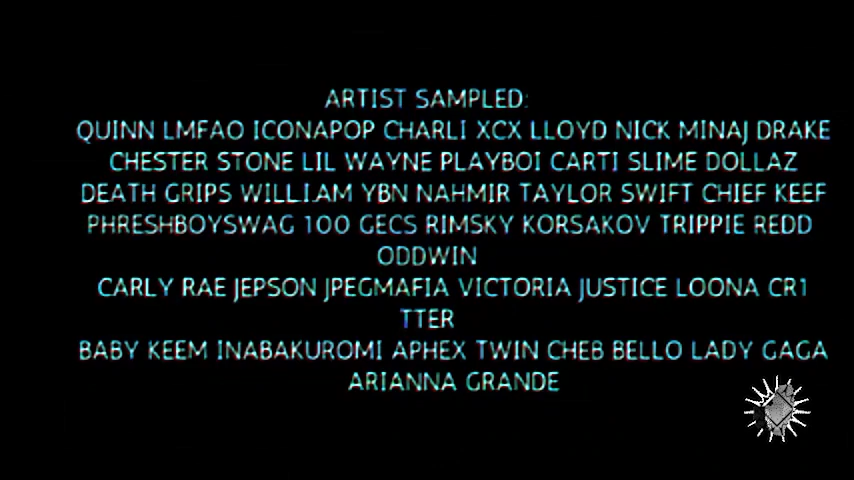 ARTIST SAMPLED:
QUINN LMFAO ICONAPOP CHARLI XCX LLOYD NICK MINAJ DRAKE
CHESTER STONE LIL WAYNE PLAYBOI CARTI SLIME DOLLAZ
DEATH GRIPS WILLI.AM YBN NAHMIR TAYLOR SWIFT CHIEF KEEF
PHRESHBOYSWAG 100 GECS RIMSKY KORSAKOV TRIPPIE REDD
ODDWIN
CARLY RAE JEPSON JPEGMAFIA VICTORIA JUSTICE LOONA CR1
TTER
BABY KEEM INABAKUROMI APHEX TWIN CHEB BELLO LADY GAGA
ARIANNA GRANDE